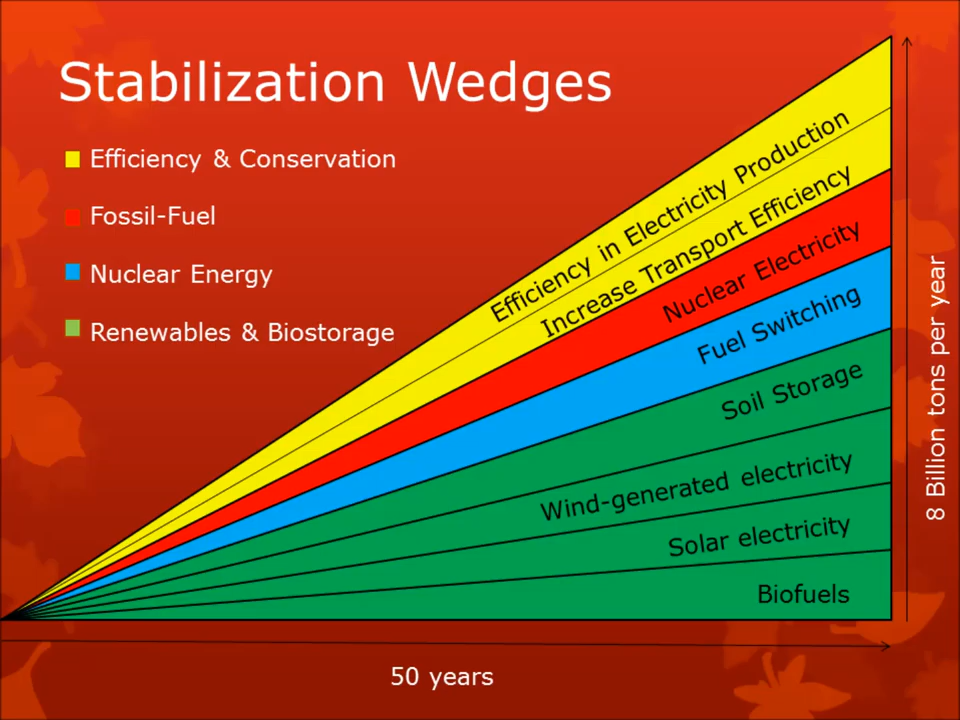 Stabilization Wedges
Efficiency & Conservation
Fossil-Fuel
Nuclear Energy
Renewables & Biostorage
Efficiency in Electricity Production
Increase Transport Efficiency
Nuclear Electricity
Fuel Switching
Soil Storage
Wind-generated electricity
Solar electricity
Biofuels
8 Billion tons per year
50 years